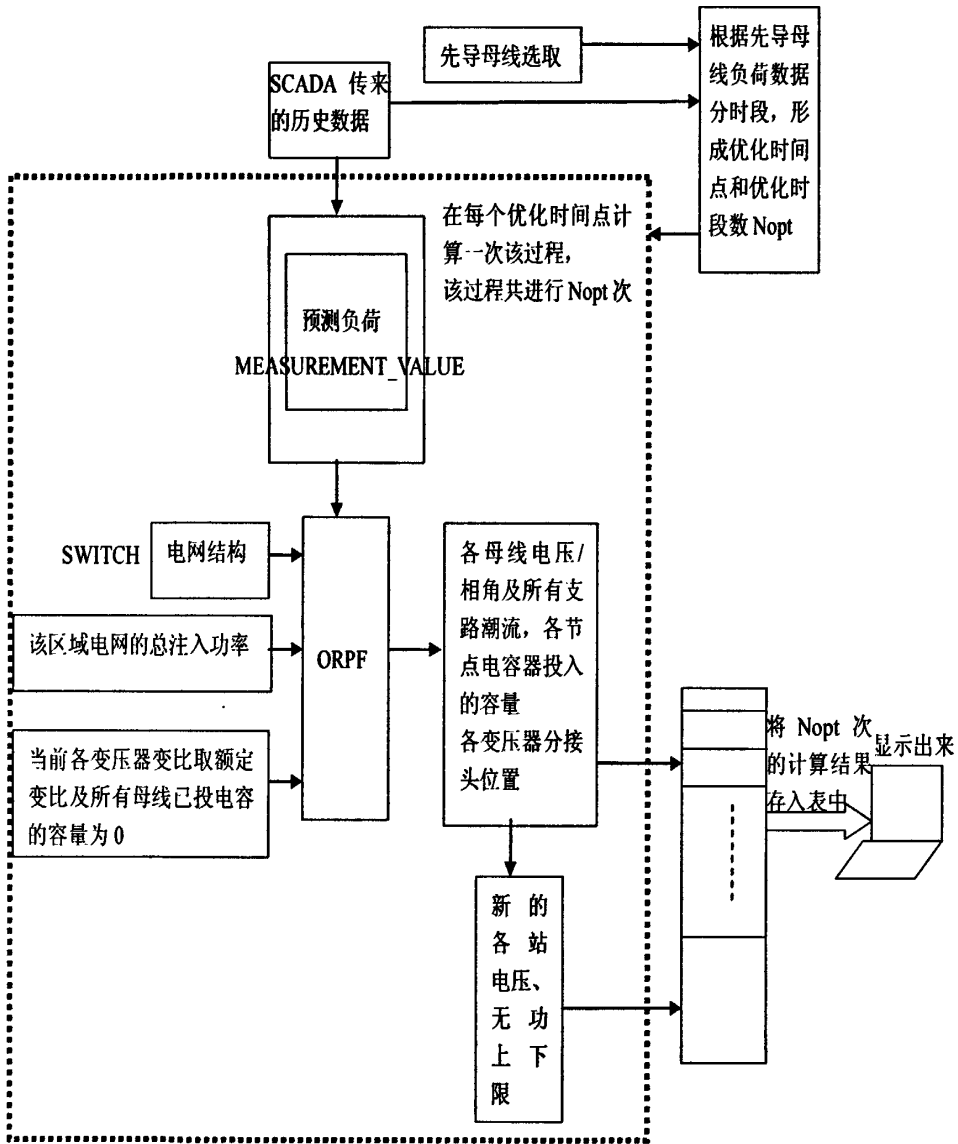 先导母线选取
根据先导母
线负荷数据
分时段，形
成优化时间
点和优化时
段数 Nopt
SCADA 传来
的历史数据
在每个优化时间点计
算一次该过程，
该过程共进行 Nopt 次
预测负荷
MEASUREMENT_VALUE
SWITCH
电网结构
该区域电网的总注入功率
当前各变压器变比取额定
变比及所有母线已投电容
的容量为 0
ORPF
各母线电压/
相角及所有支
路潮流，各节
点电容器投入
的容量
各变压器分接
头位置
新的
各站
电压、
无功
上下
限
将 Nopt 次
的计算结果
存入表中
显示出来